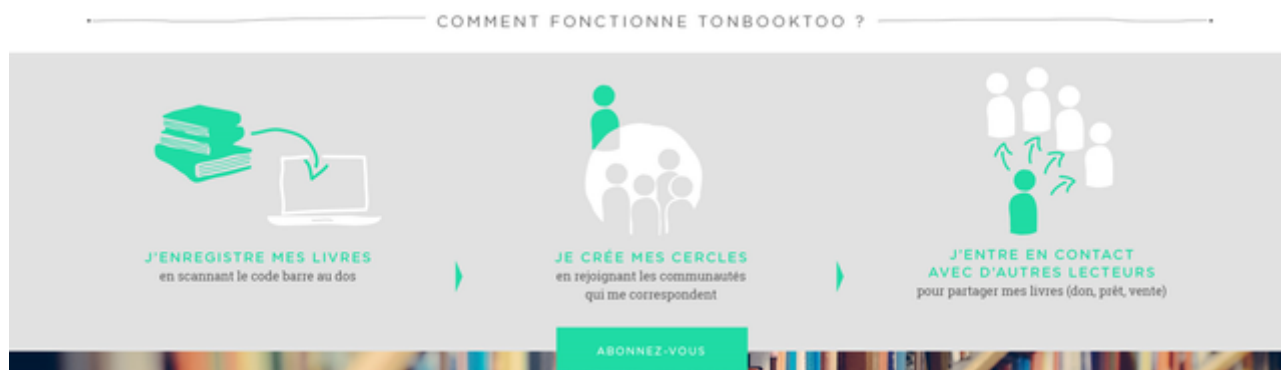 COMMENT FONCTIONNE TONBOOKTOO ?
J'ENREGISTRE MES LIVRES
en scannant le code barre au dos
JE CRÉE MES CERCLES
en rejoignant les communautés
qui me correspondent
J'ENTRE EN CONTACT
AVEC D'AUTRES LECTEURS
pour partager mes livres (don, prêt, vente)
ABONNEZ-VOUS